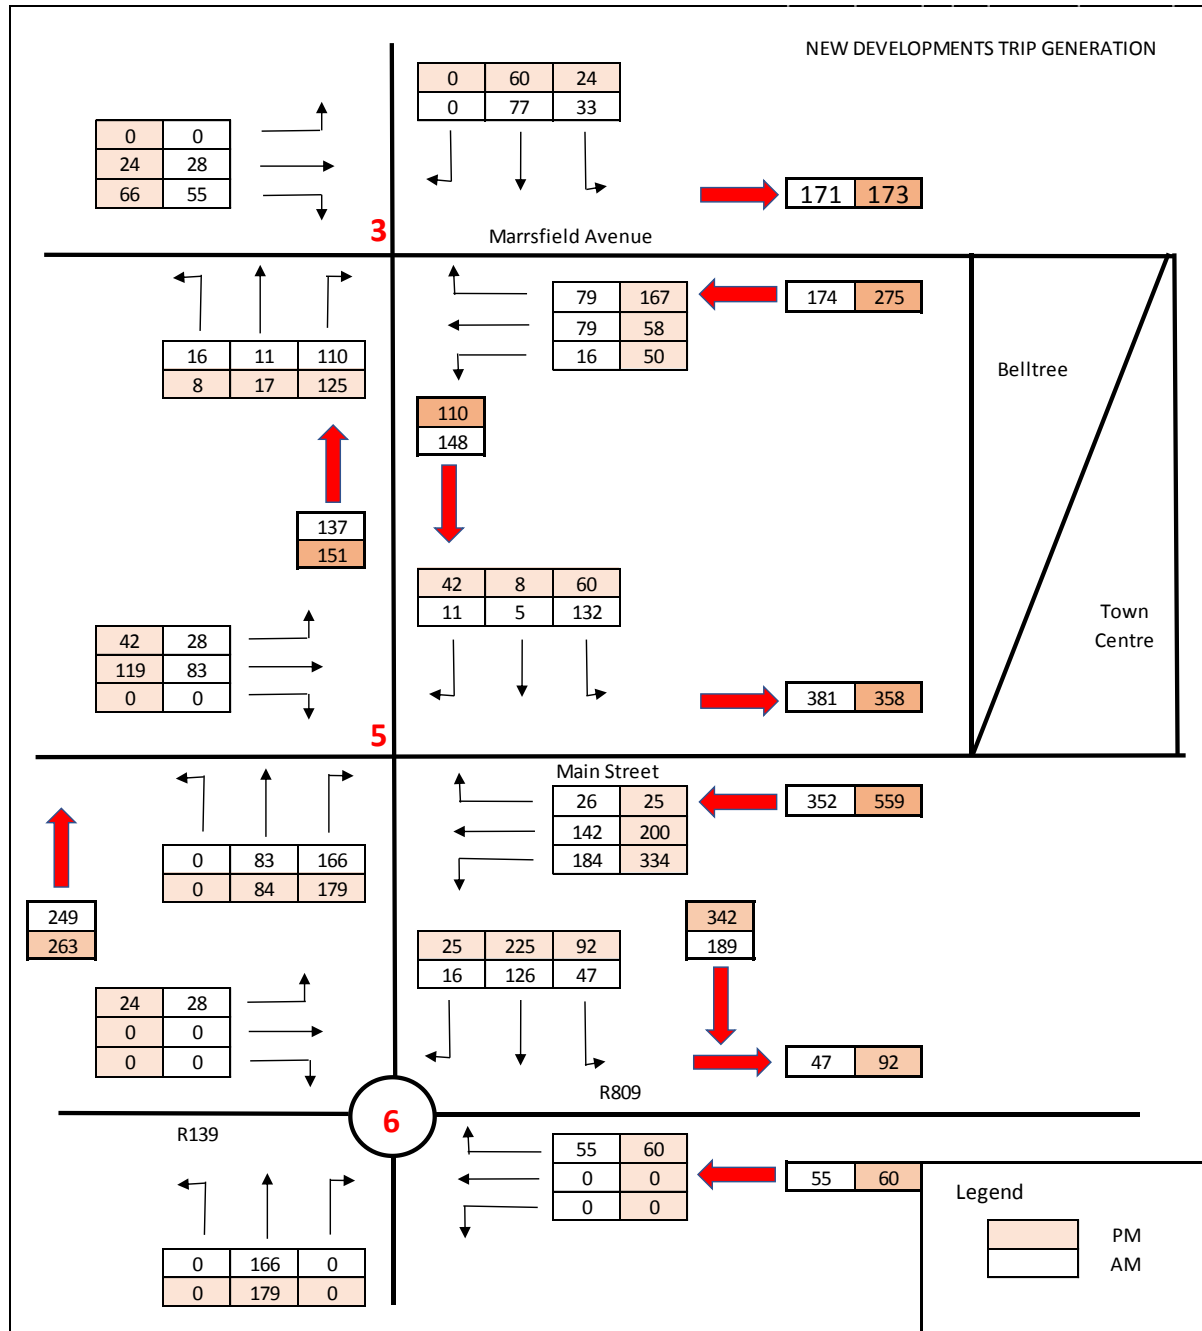 NEW DEVELOPMENTS TRIP GENERATION
0 60 24
0 77 33
0 0
24 28
66 55
171 173
3
Marrsfield Avenue
79 167
79 58
16 50
174 275
16 11 110
8 17 125
Belltree
110
148
137
151
42 8 60
11 5 132
42 28
119 83
0 0
Town
Centre
381 358
5
Main Street
26 25
142 200
184 334
352 559
0 83 166
0 84 179
249
263
342
189
25 225 92
16 126 47
24 28
0 0
0 0
47 92
R809
6
R139
55 60
0 0
0 0
55 60
Legend
PM
AM
0 166 0
0 179 0